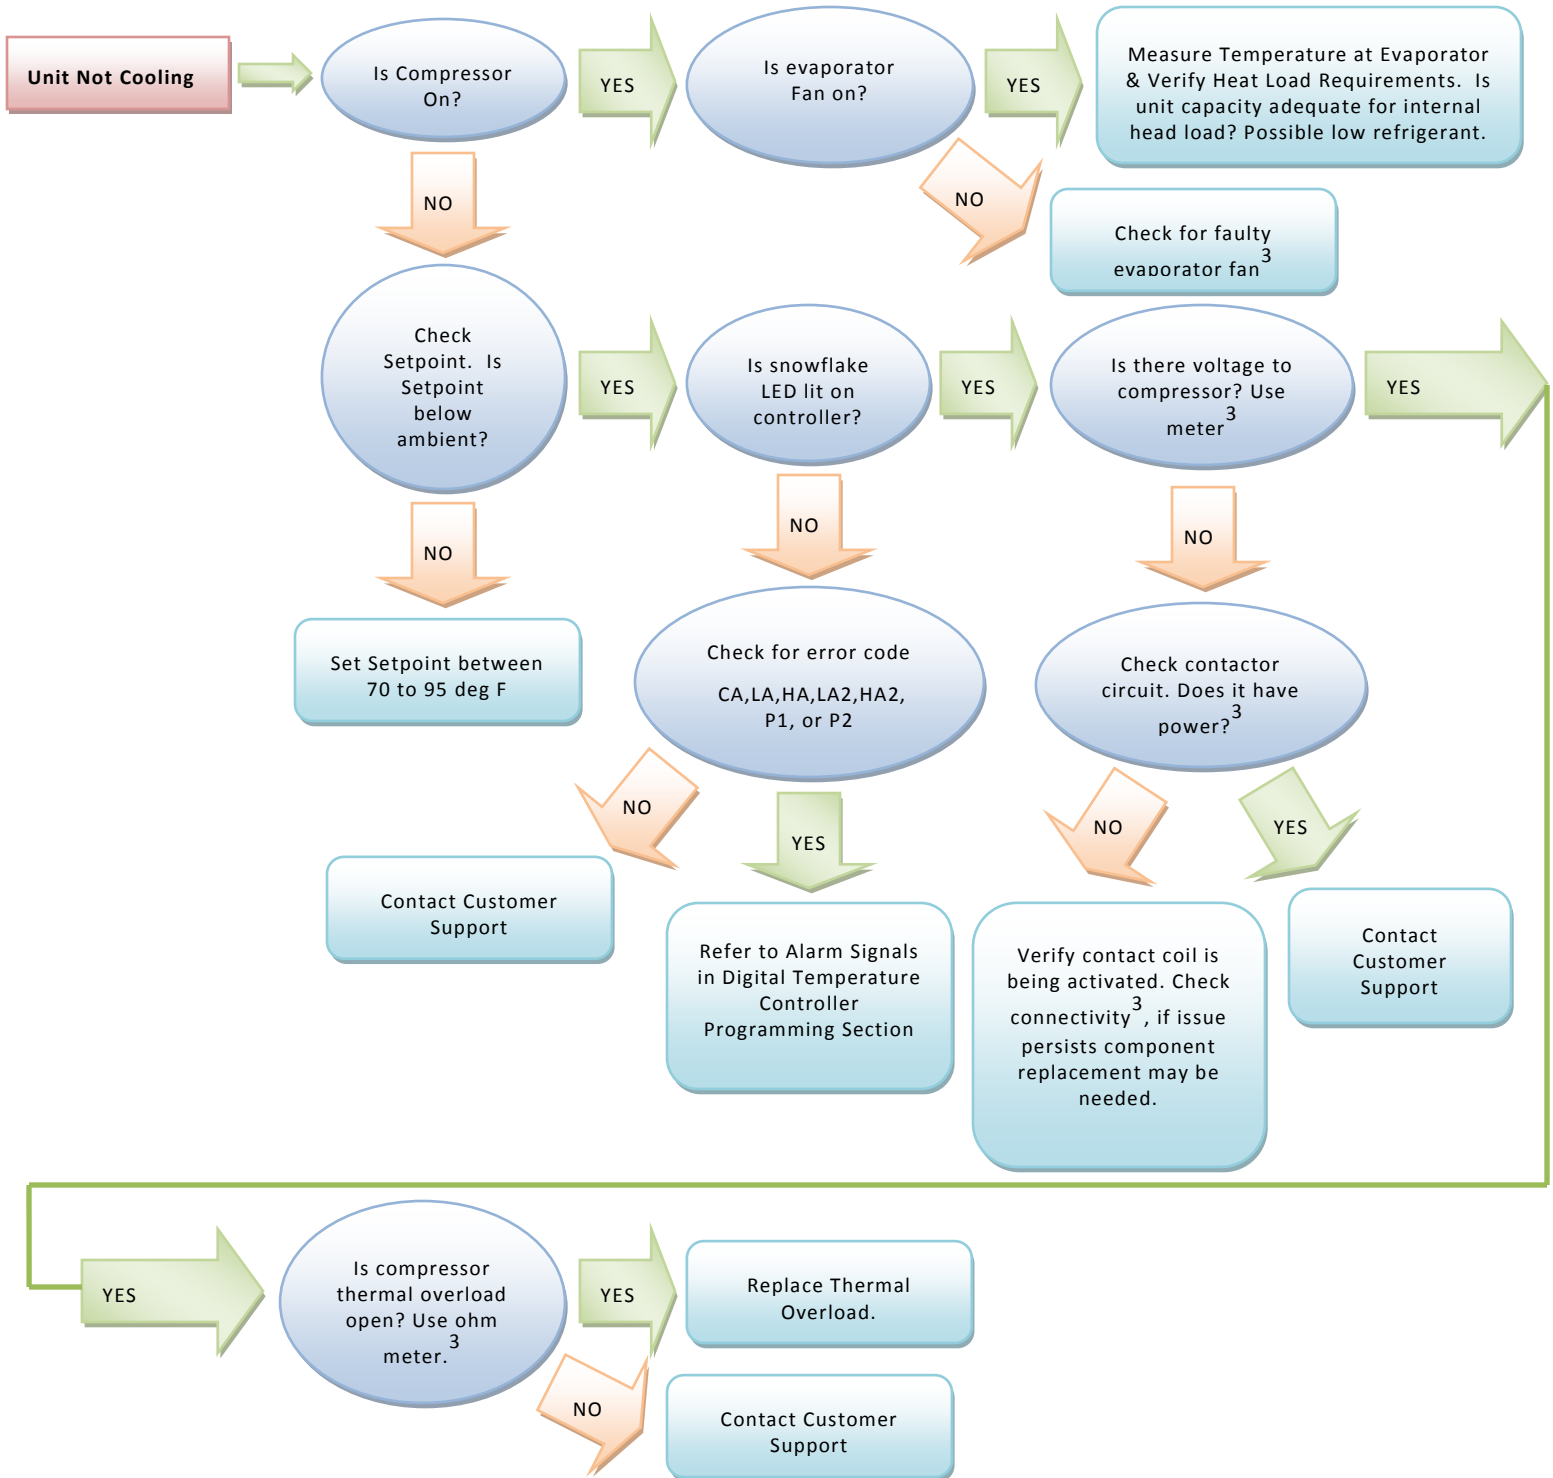 Unit Not Cooling
Is Compressor
On?
YES
Is evaporator
Fan on?
YES
Measure Temperature at Evaporator
& Verify Heat Load Requirements. Is
unit capacity adequate for internal
head load? Possible low refrigerant.
NO
NO
Check for faulty
evaporator fan3
Check
Setpoint. Is
Setpoint
below
ambient?
YES
Is snowflake
LED lit on
controller?
YES
Is there voltage to
compressor? Use
meter3
YES
NO
NO
NO
Set Setpoint between
70 to 95 deg F
Check for error code
CA,LA,HA,LA2,HA2,
P1, or P2
Check contactor
circuit. Does it have
power?3
NO
YES
NO
YES
Contact Customer
Support
Refer to Alarm Signals
in Digital Temperature
Controller
Programming Section
Verify contact coil is
being activated. Check
connectivity3, if issue
persists component
replacement may be
needed.
Contact
Customer
Support
YES
Is compressor
thermal overload
open? Use ohm
meter.3
YES
Replace Thermal
Overload.
NO
Contact Customer
Support